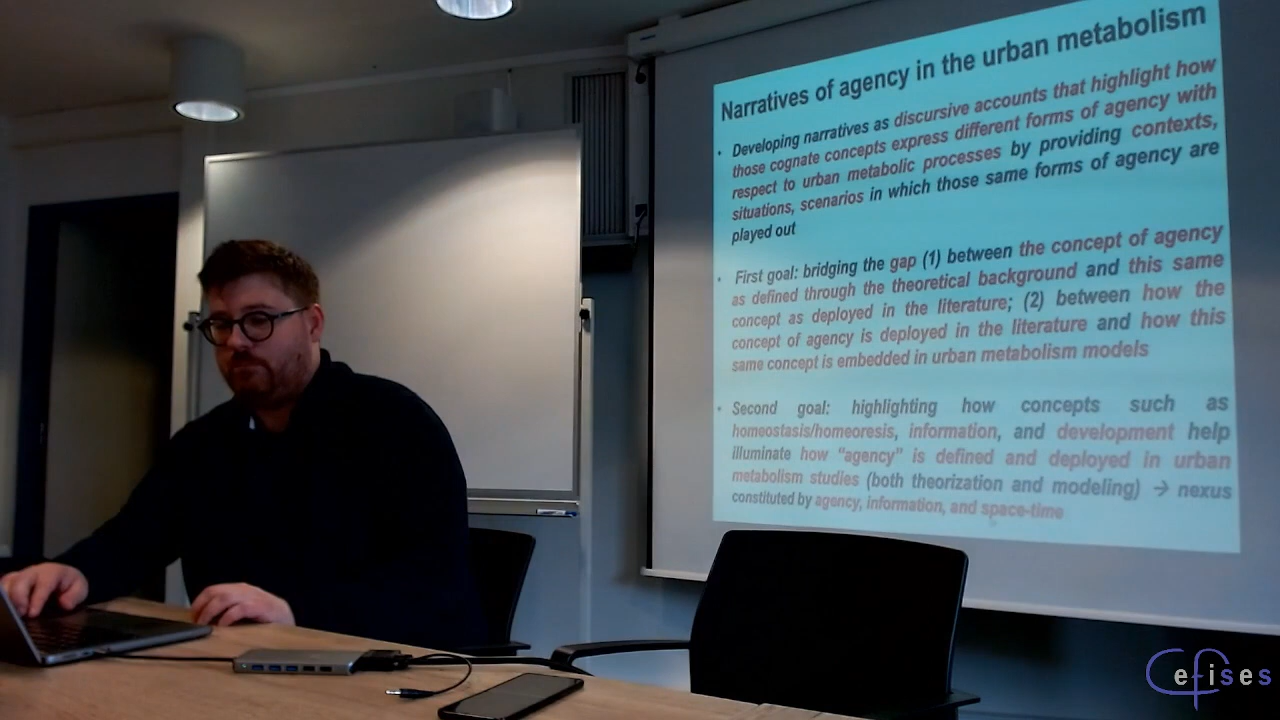 Narratives of agency in the urban metabolism
• Developing narratives as discursive accounts that highlight how
those cognate concepts express different forms of agency with
respect to urban metabolic processes by providing contexts,
situations, scenarios in which those same forms of agency are
played out
• First goal: bridging the gap (1) between the concept of agency
as defined through the theoretical background and this same
concept as deployed in the literature; (2) between how the
concept of agency is deployed in the literature and how this
same concept is embedded in urban metabolism models
• Second goal: highlighting how concepts such as
homeostasis/homeoresis, information, and development help
illuminate how “agency” is defined and deployed in urban
metabolism studies (both theorization and modeling) → nexus
constituted by agency, information, and space-time
Cefises